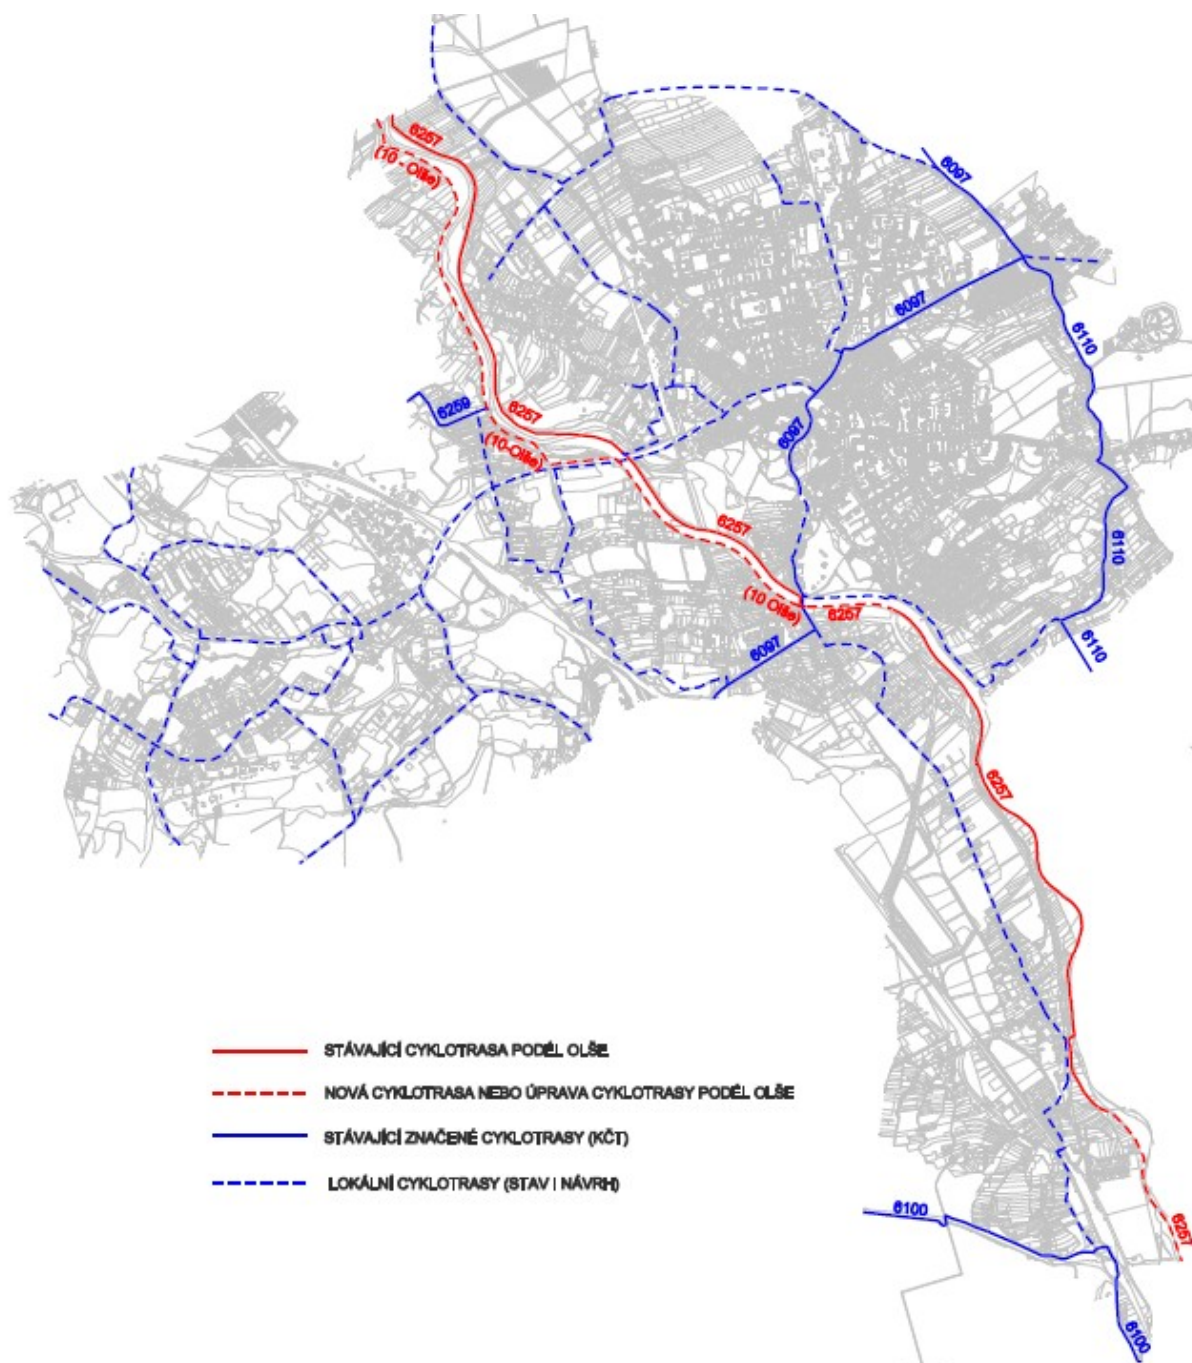 6257
(10 - Olše)
6097
6097
6110
6259
6257
(10-Olše)
6097
6257
6110
(10 Olše)
6257
6097
6110
6257
STÁVAJÍCÍ CYKLOTRASA PODÉL OLŠE
NOVÁ CYKLOTRASA NEBO ÚPRAVA CYKLOTRASY PODÉL OLŠE
STÁVAJÍCÍ ZNAČENÉ CYKLOTRASY (KČT)
LOKÁLNÍ CYKLOTRASY (STAV I NÁVRH)
6100
6257
6100